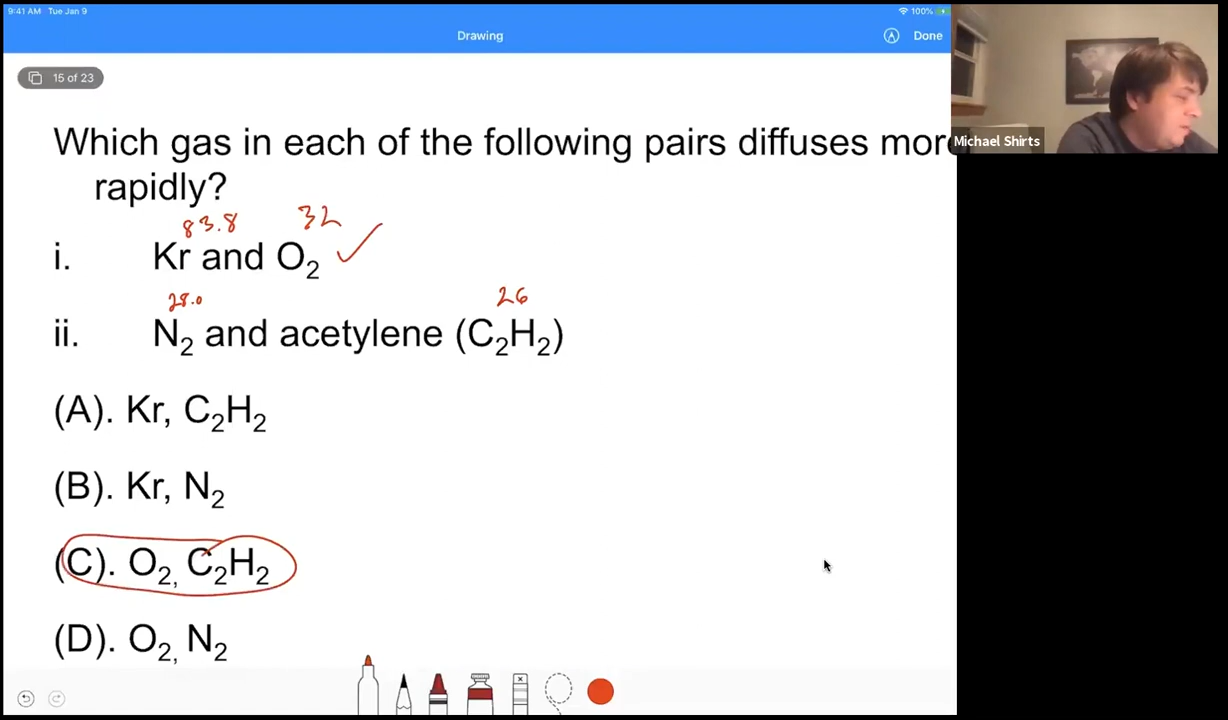 9:41 AM Tue Jan 9
100%
Drawing
Done
15 of 23
Michael Shirts
Which gas in each of the following pairs diffuses more
rapidly?
83.8 32
i. Kr and O₂
28.0 26
ii. N₂ and acetylene (C₂H₂)
(A). Kr, C₂H₂
(B). Kr, N₂
(C). O₂, C₂H₂
(D). O₂, N₂